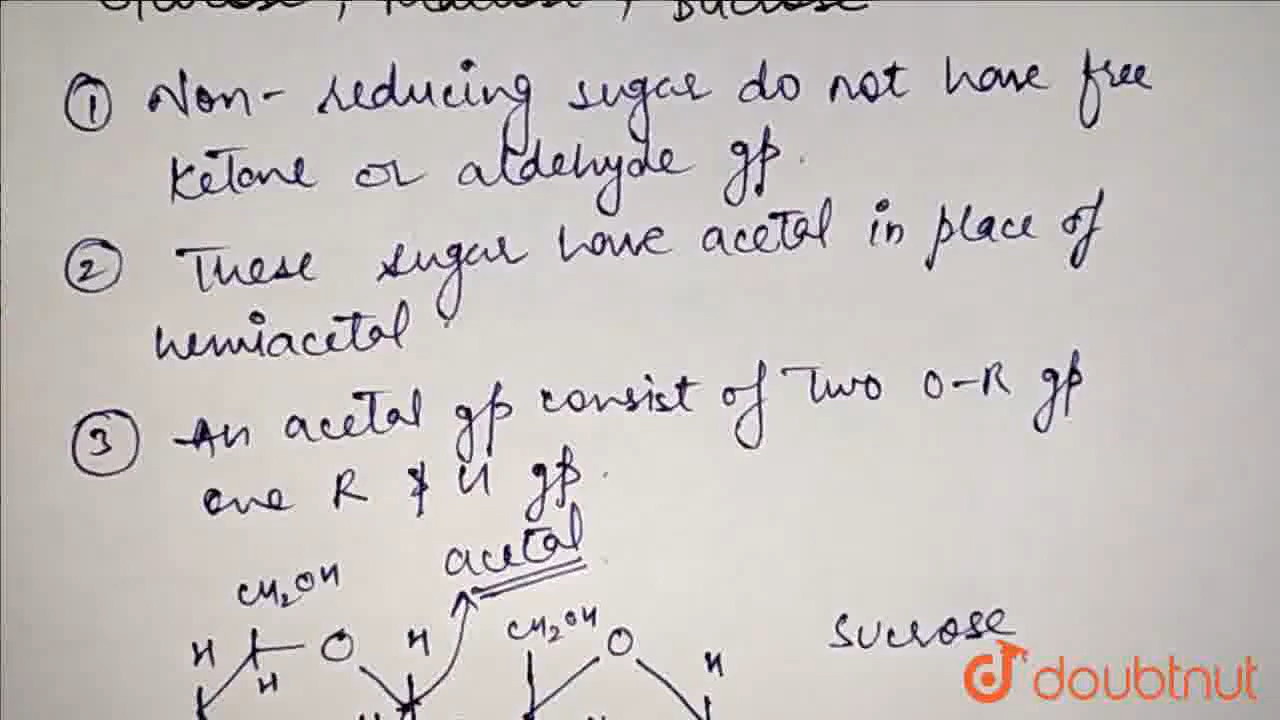 Sucrose
① Non-reducing sugar do not have free
Ketone or aldehyde gp.
② These sugar have acetal in place of
hemiacetal
③ An acetal gp consist of Two O-R gp
one R & H gp.
acetal
CH₂OH
H O H CH₂OH O H sucrose
H
doubtnut